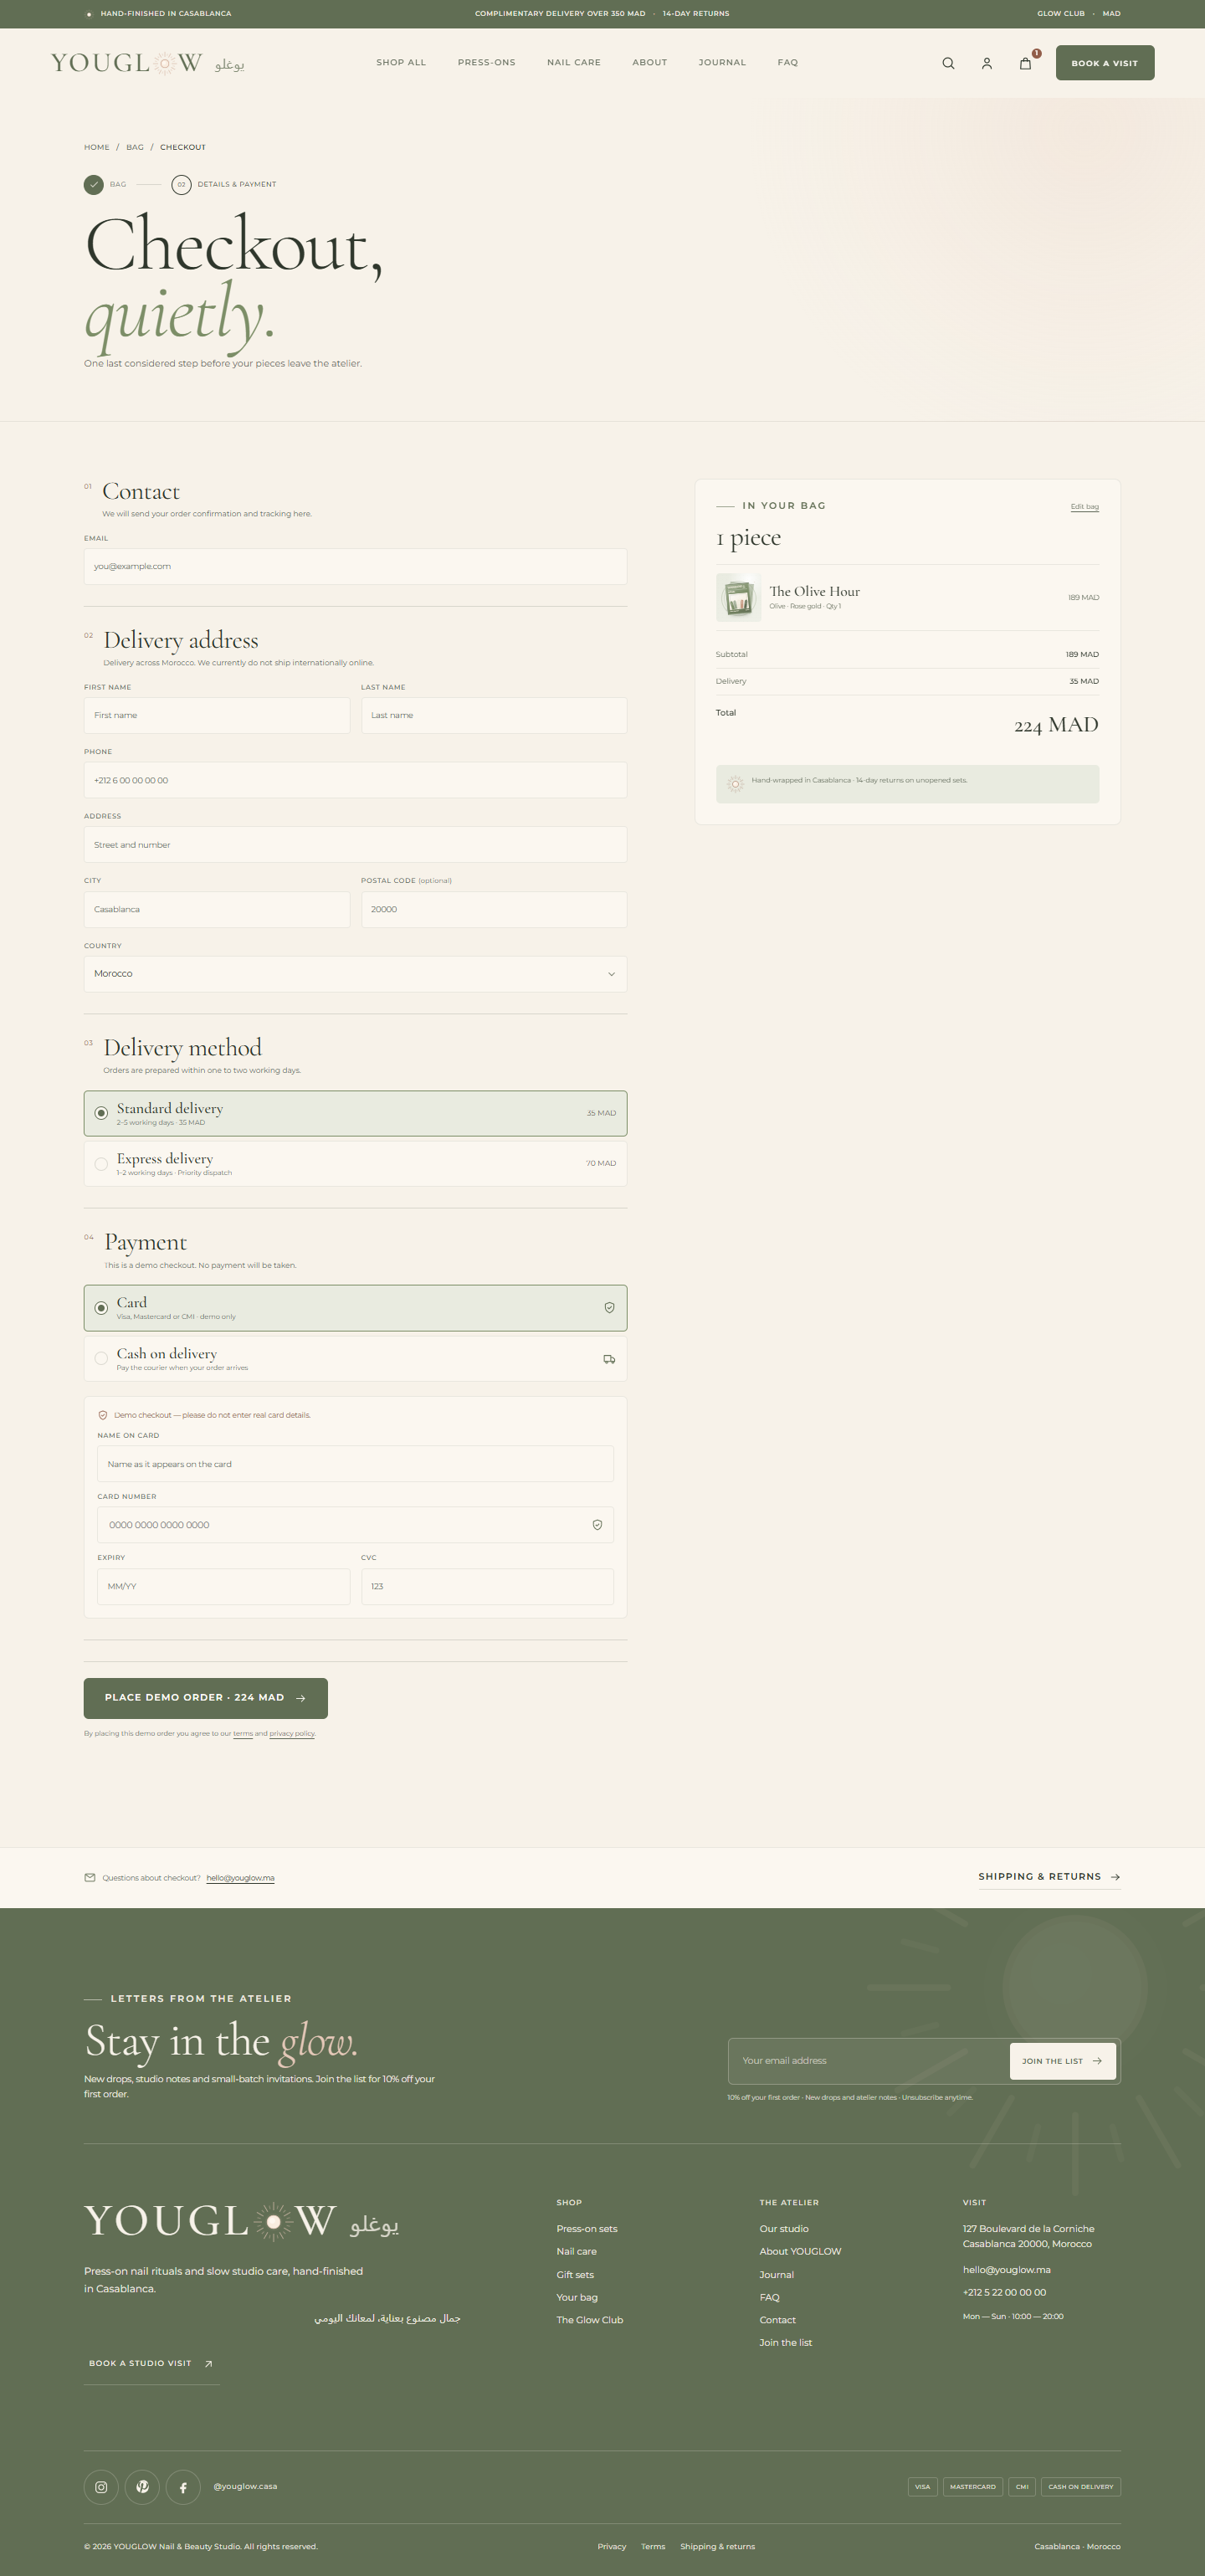 HAND-FINISHED IN CASABLANCA
COMPLIMENTARY DELIVERY OVER 350 MAD · 14-DAY RETURNS
GLOW CLUB · MAD
YOUGLOW يوغلو
SHOP ALL PRESS-ONS NAIL CARE ABOUT JOURNAL FAQ
1
BOOK A VISIT
HOME / BAG / CHECKOUT
BAG 02 DETAILS & PAYMENT
Checkout,
quietly.
One last considered step before your pieces leave the atelier.
01 Contact
We will send your order confirmation and tracking here.
EMAIL
you@example.com
02 Delivery address
Delivery across Morocco. We currently do not ship internationally online.
FIRST NAME LAST NAME
First name Last name
PHONE
+212 6 00 00 00 00
ADDRESS
Street and number
CITY POSTAL CODE (optional)
Casablanca 20000
COUNTRY
Morocco
03 Delivery method
Orders are prepared within one to two working days.
Standard delivery
2–5 working days · 35 MAD
35 MAD
Express delivery
1–2 working days · Priority dispatch
70 MAD
04 Payment
This is a demo checkout. No payment will be taken.
Card
Visa, Mastercard or CMI · demo only
Cash on delivery
Pay the courier when your order arrives
Demo checkout — please do not enter real card details.
NAME ON CARD
Name as it appears on the card
CARD NUMBER
0000 0000 0000 0000
EXPIRY CVC
MM/YY 123
PLACE DEMO ORDER · 224 MAD
By placing this demo order you agree to our terms and privacy policy.
IN YOUR BAG
Edit bag
1 piece
The Olive Hour
Olive · Rose gold · Qty 1
189 MAD
Subtotal 189 MAD
Delivery 35 MAD
Total 224 MAD
Hand-wrapped in Casablanca · 14-day returns on unopened sets.
Questions about checkout? hello@youglow.ma
SHIPPING & RETURNS
LETTERS FROM THE ATELIER
Stay in the glow.
New drops, studio notes and small-batch invitations. Join the list for 10% off your
first order.
Your email address
JOIN THE LIST
10% off your first order · New drops and atelier notes · Unsubscribe anytime.
YOUGLOW يوغلو
Press-on nail rituals and slow studio care, hand-finished
in Casablanca.
جمال مصنوع بعناية، لمعانك اليومي
BOOK A STUDIO VISIT
SHOP
Press-on sets
Nail care
Gift sets
Your bag
The Glow Club
THE ATELIER
Our studio
About YOUGLOW
Journal
FAQ
Contact
Join the list
VISIT
127 Boulevard de la Corniche
Casablanca 20000, Morocco
hello@youglow.ma
+212 5 22 00 00 00
Mon — Sun · 10:00 — 20:00
@youglow.casa
VISA MASTERCARD CMI CASH ON DELIVERY
© 2026 YOUGLOW Nail & Beauty Studio. All rights reserved.
Privacy Terms Shipping & returns
Casablanca · Morocco